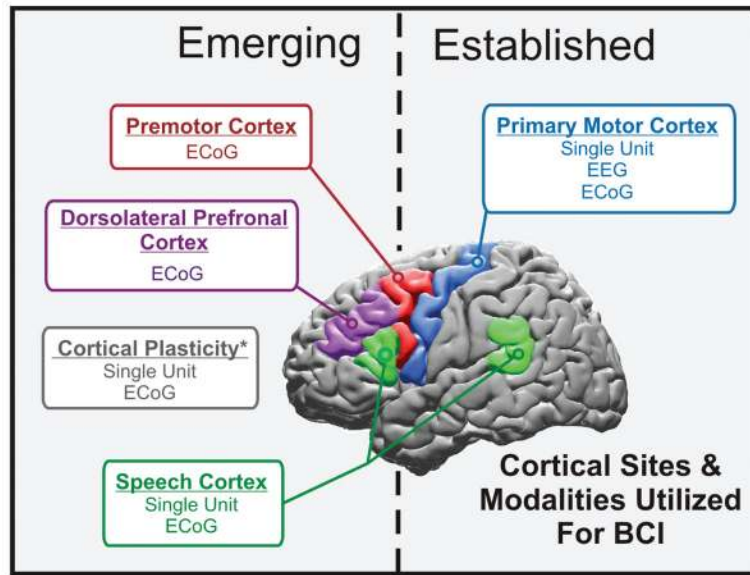 Emerging
Established
Premotor Cortex
ECoG
Primary Motor Cortex
Single Unit
EEG
ECoG
Dorsolateral Prefronal
Cortex
ECoG
Cortical Plasticity*
Single Unit
ECoG
Speech Cortex
Single Unit
ECoG
Cortical Sites &
Modalities Utilized
For BCI